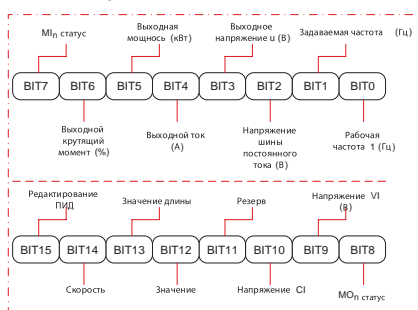 MIn статус
Выходная
мощнось (кВт)
Выходное
напряжение u (В)
Задаваемая частота (Гц)
BIT7
BIT6
BIT5
BIT4
BIT3
BIT2
BIT1
BIT0
Выходной
крутящий
момент (%)
Выходной ток
(А)
Напряжение
шины
постоянного
тока (В)
Рабочая
частота 1 (Гц)
Редактирование
ПИД
Значение длины
Резерв
Напряжение VI
(В)
BIT15
BIT14
BIT13
BIT12
BIT11
BIT10
BIT9
BIT8
Скорость
Значение
Напряжение CI
MOn статус